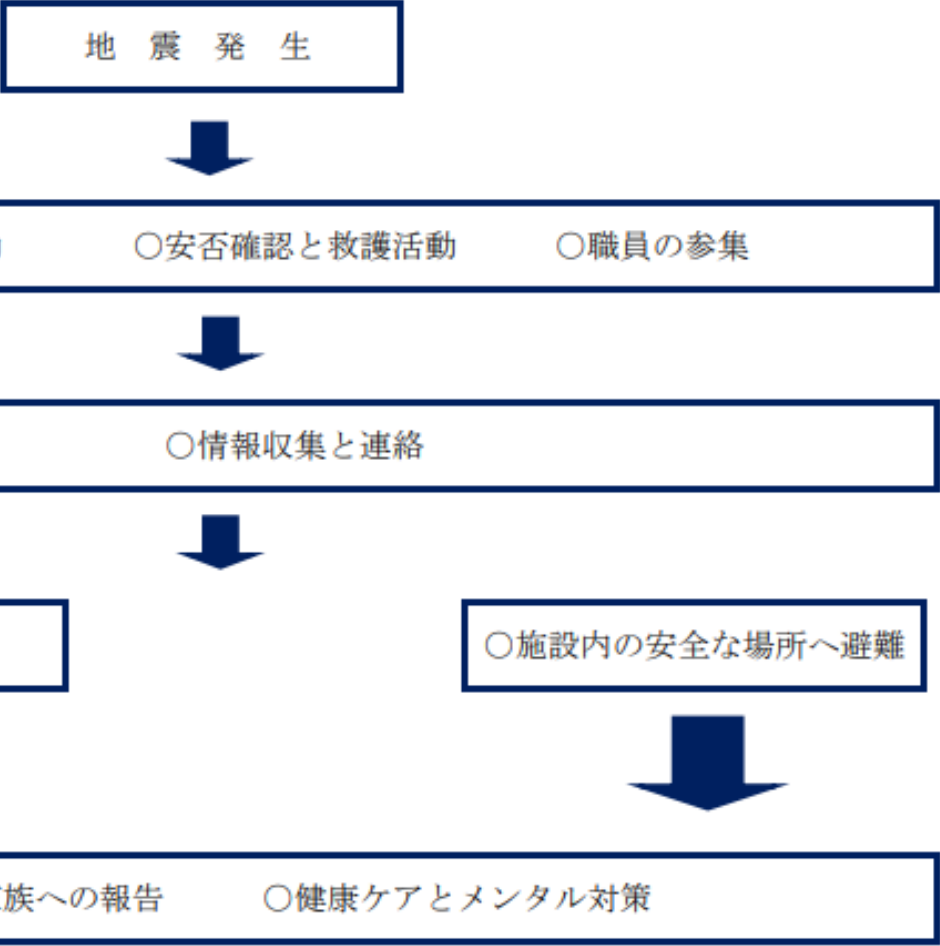 地 震 発 生
○安否確認と救護活動 ○職員の参集
○情報収集と連絡
○施設内の安全な場所へ避難
族への報告 ○健康ケアとメンタル対策